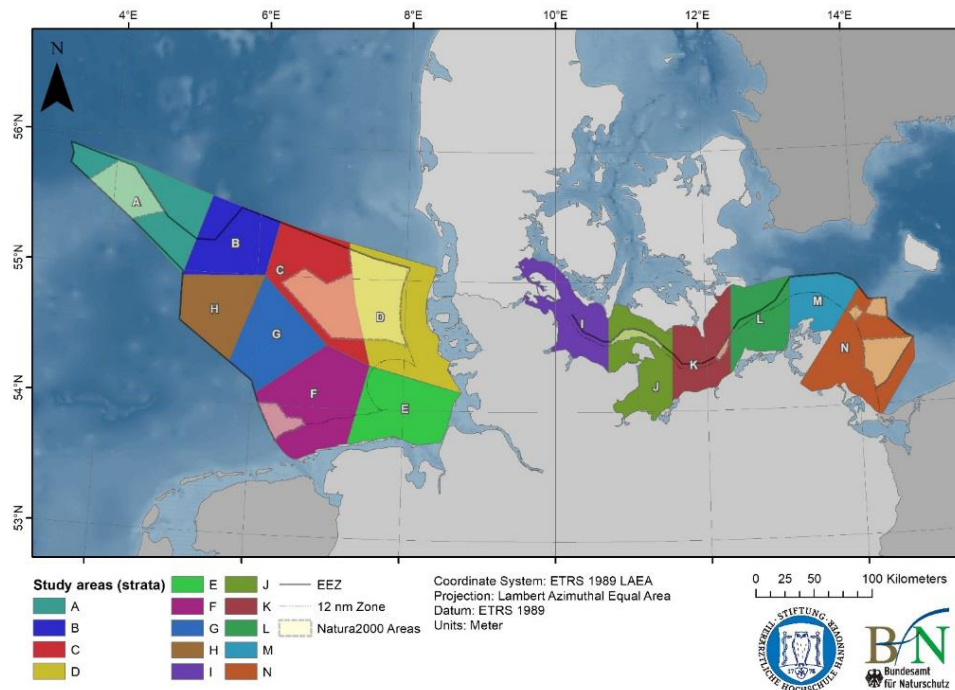 4°E 6°E 8°E 10°E 12°E 14°E
N
56°N
55°N
54°N
53°N
A
B
C
D
H
G
F
E
I
J
K
L
M
N
Study areas (strata)
A
B
C
D
E
F
G
H
I
J
K
L
M
N
EEZ
12 nm Zone
Natura2000 Areas
Coordinate System: ETRS 1989 LAEA
Projection: Lambert Azimuthal Equal Area
Datum: ETRS 1989
Units: Meter
0 25 50 100 Kilometers
STIFTUNG
TIERÄRZTLICHE HOCHSCHULE HANNOVER
1778
BfN
Bundesamt
für Naturschutz